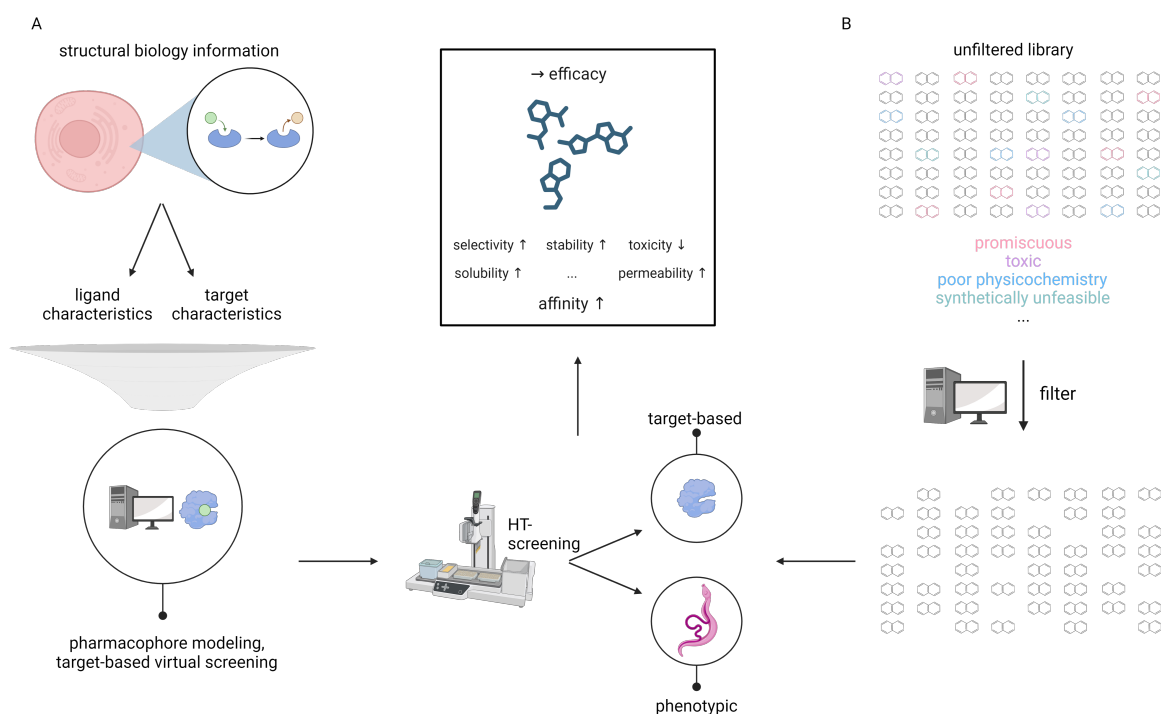 A
structural biology information
ligand
characteristics
target
characteristics
pharmacophore modeling,
target-based virtual screening
→ efficacy
selectivity ↑ stability ↑ toxicity ↓
solubility ↑ ... permeability ↑
affinity ↑
HT-
screening
target-based
phenotypic
B
unfiltered library
promiscuous
toxic
poor physicochemistry
synthetically unfeasible
...
filter